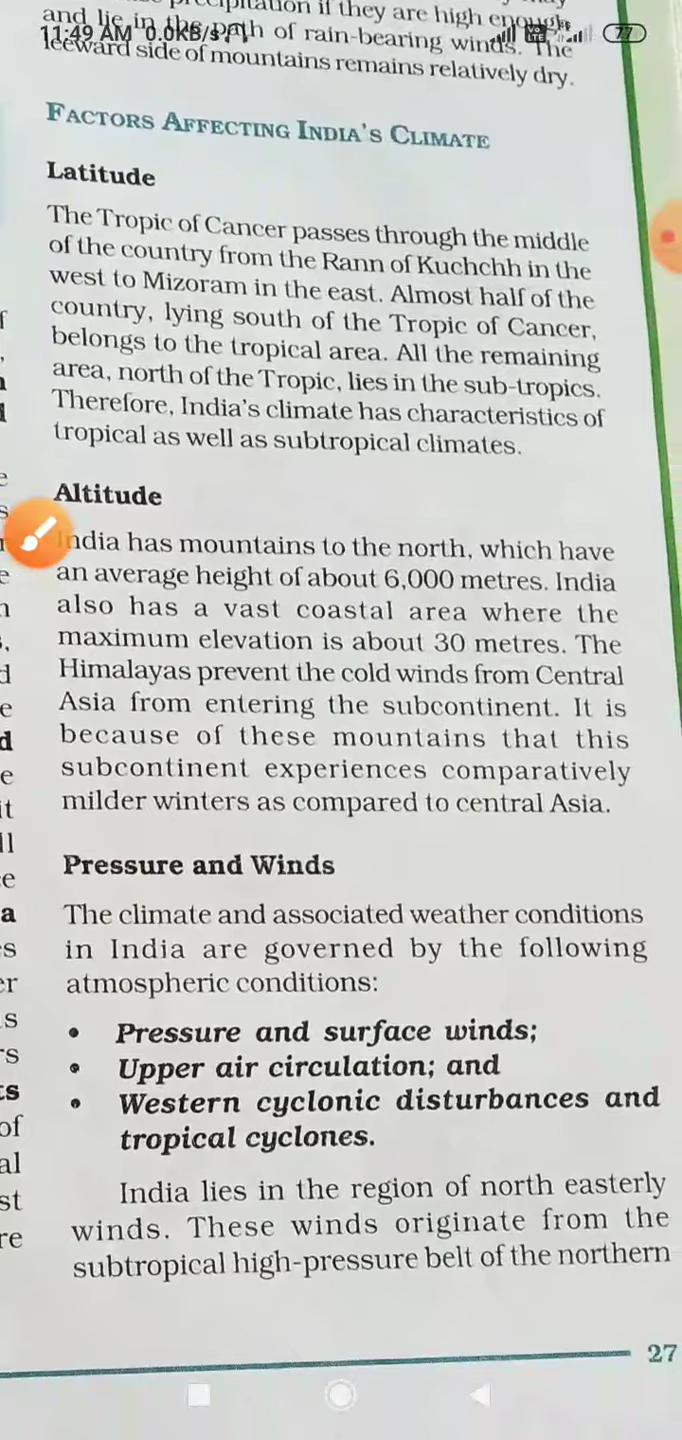 11:49 AM 0.0KB/s
77
and lie in the path of rain-bearing winds. The
leeward side of mountains remains relatively dry.
FACTORS AFFECTING INDIA'S CLIMATE
Latitude
The Tropic of Cancer passes through the middle
of the country from the Rann of Kuchchh in the
west to Mizoram in the east. Almost half of the
country, lying south of the Tropic of Cancer,
belongs to the tropical area. All the remaining
area, north of the Tropic, lies in the sub-tropics.
Therefore, India's climate has characteristics of
tropical as well as subtropical climates.
Altitude
India has mountains to the north, which have
an average height of about 6,000 metres. India
also has a vast coastal area where the
maximum elevation is about 30 metres. The
Himalayas prevent the cold winds from Central
Asia from entering the subcontinent. It is
because of these mountains that this
subcontinent experiences comparatively
milder winters as compared to central Asia.
Pressure and Winds
The climate and associated weather conditions
in India are governed by the following
atmospheric conditions:
• Pressure and surface winds;
• Upper air circulation; and
• Western cyclonic disturbances and
tropical cyclones.
India lies in the region of north easterly
winds. These winds originate from the
subtropical high-pressure belt of the northern
27